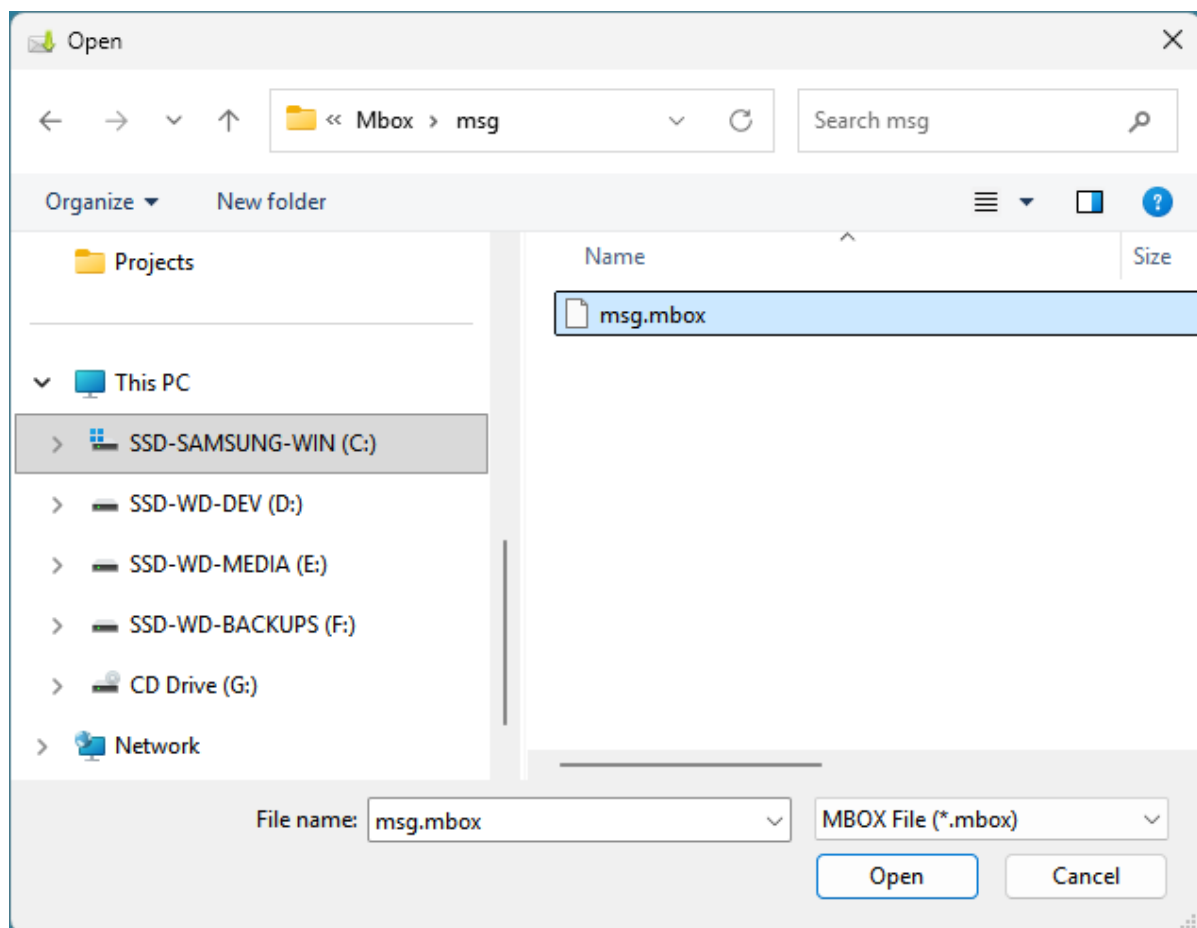 Open
« Mbox > msg
Search msg
Organize
New folder
?
Name
Size
Projects
msg.mbox
This PC
SSD-SAMSUNG-WIN (C:)
SSD-WD-DEV (D:)
SSD-WD-MEDIA (E:)
SSD-WD-BACKUPS (F:)
CD Drive (G:)
Network
File name: msg.mbox
MBOX File (*.mbox)
Open
Cancel